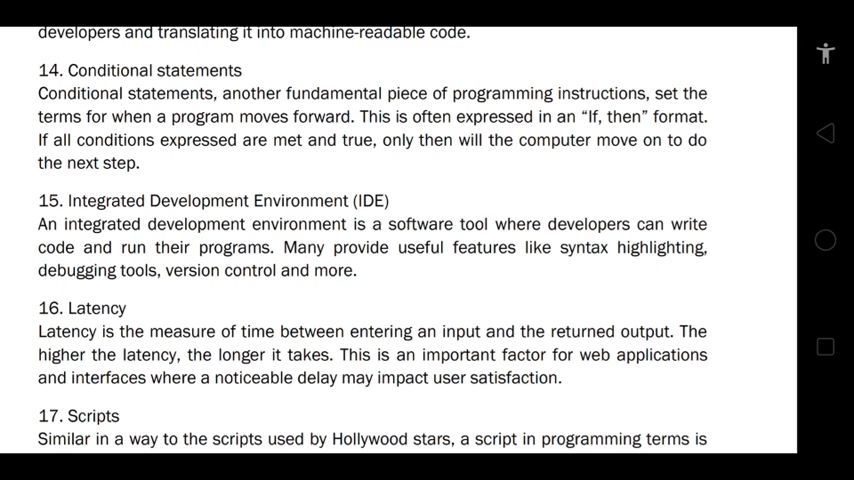 developers and translating it into machine-readable code.
14. Conditional statements
Conditional statements, another fundamental piece of programming instructions, set the
terms for when a program moves forward. This is often expressed in an “If, then” format.
If all conditions expressed are met and true, only then will the computer move on to do
the next step.
15. Integrated Development Environment (IDE)
An integrated development environment is a software tool where developers can write
code and run their programs. Many provide useful features like syntax highlighting,
debugging tools, version control and more.
16. Latency
Latency is the measure of time between entering an input and the returned output. The
higher the latency, the longer it takes. This is an important factor for web applications
and interfaces where a noticeable delay may impact user satisfaction.
17. Scripts
Similar in a way to the scripts used by Hollywood stars, a script in programming terms is